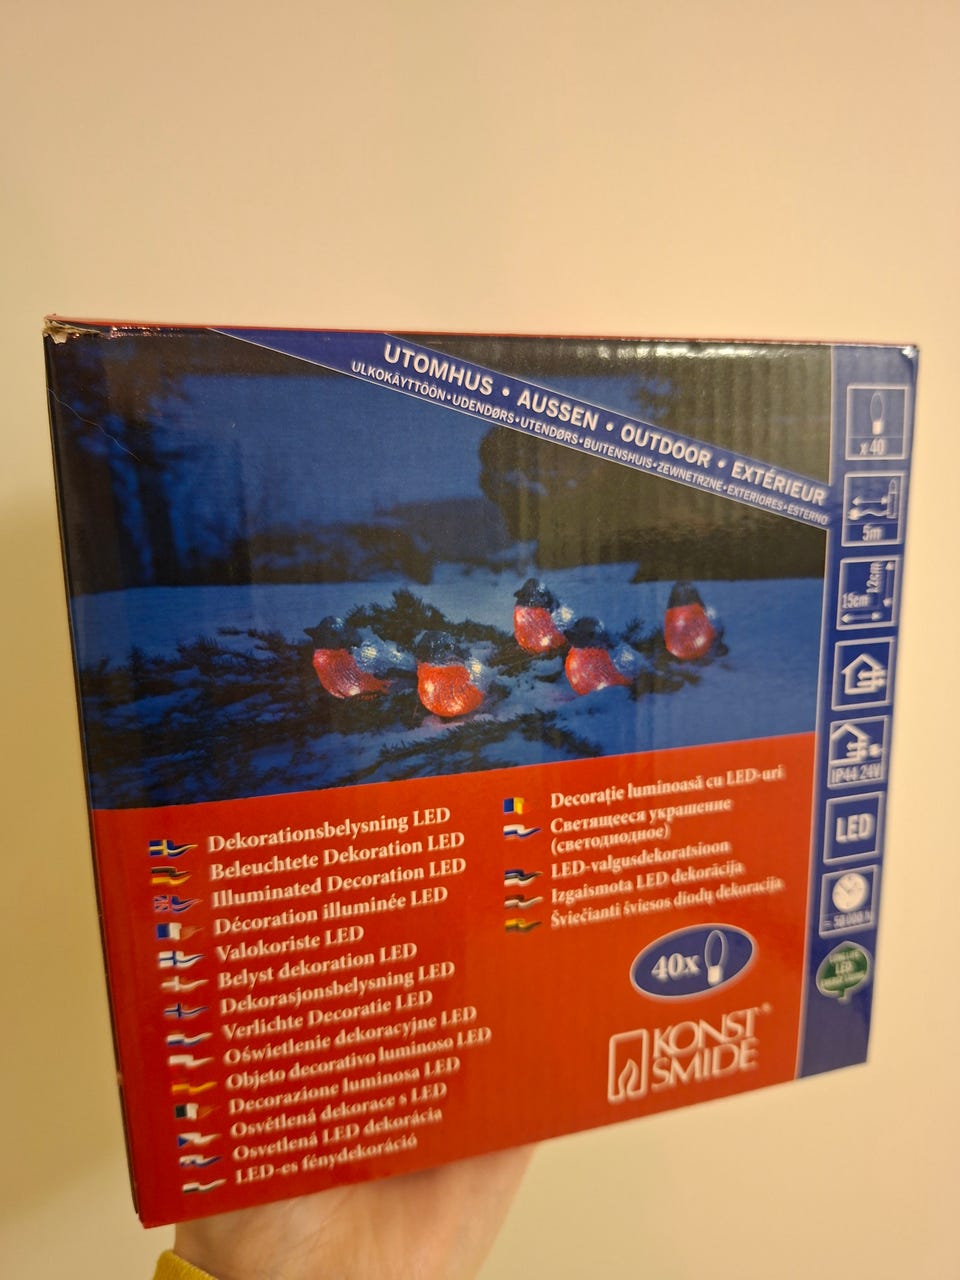 UTOMHUS • AUSSEN • OUTDOOR • EXTÉRIEUR
ULKOKÄYTTÖÖN • UDENDØRS • UTENDØRS • BUITENSHUIS • ZEWNETRZNE • EXTERIORES • ESTERNO
x 40
5m
15cm
12cm
IP44 24V
LED
LED
Dekorationsbelysning LED
Beleuchtete Dekoration LED
Illuminated Decoration LED
Décoration illuminée LED
Valokoriste LED
Belyst dekoration LED
Dekorasjonsbelysning LED
Verlichte Decoratie LED
Oświetlenie dekoracyjne LED
Objeto decorativo luminoso LED
Decorazione luminosa LED
Osvětlená dekorace s LED
Osvetlená LED dekorácia
LED-es fénydekoráció
Decorație luminoasă cu LED-uri
Светящееся украшение
(светодиодное)
LED-valgusdekoratsioon
Izgaismota LED dekorācija
Šviečianti šviesos diodų dekoracija
40x
KONST
SMIDE®